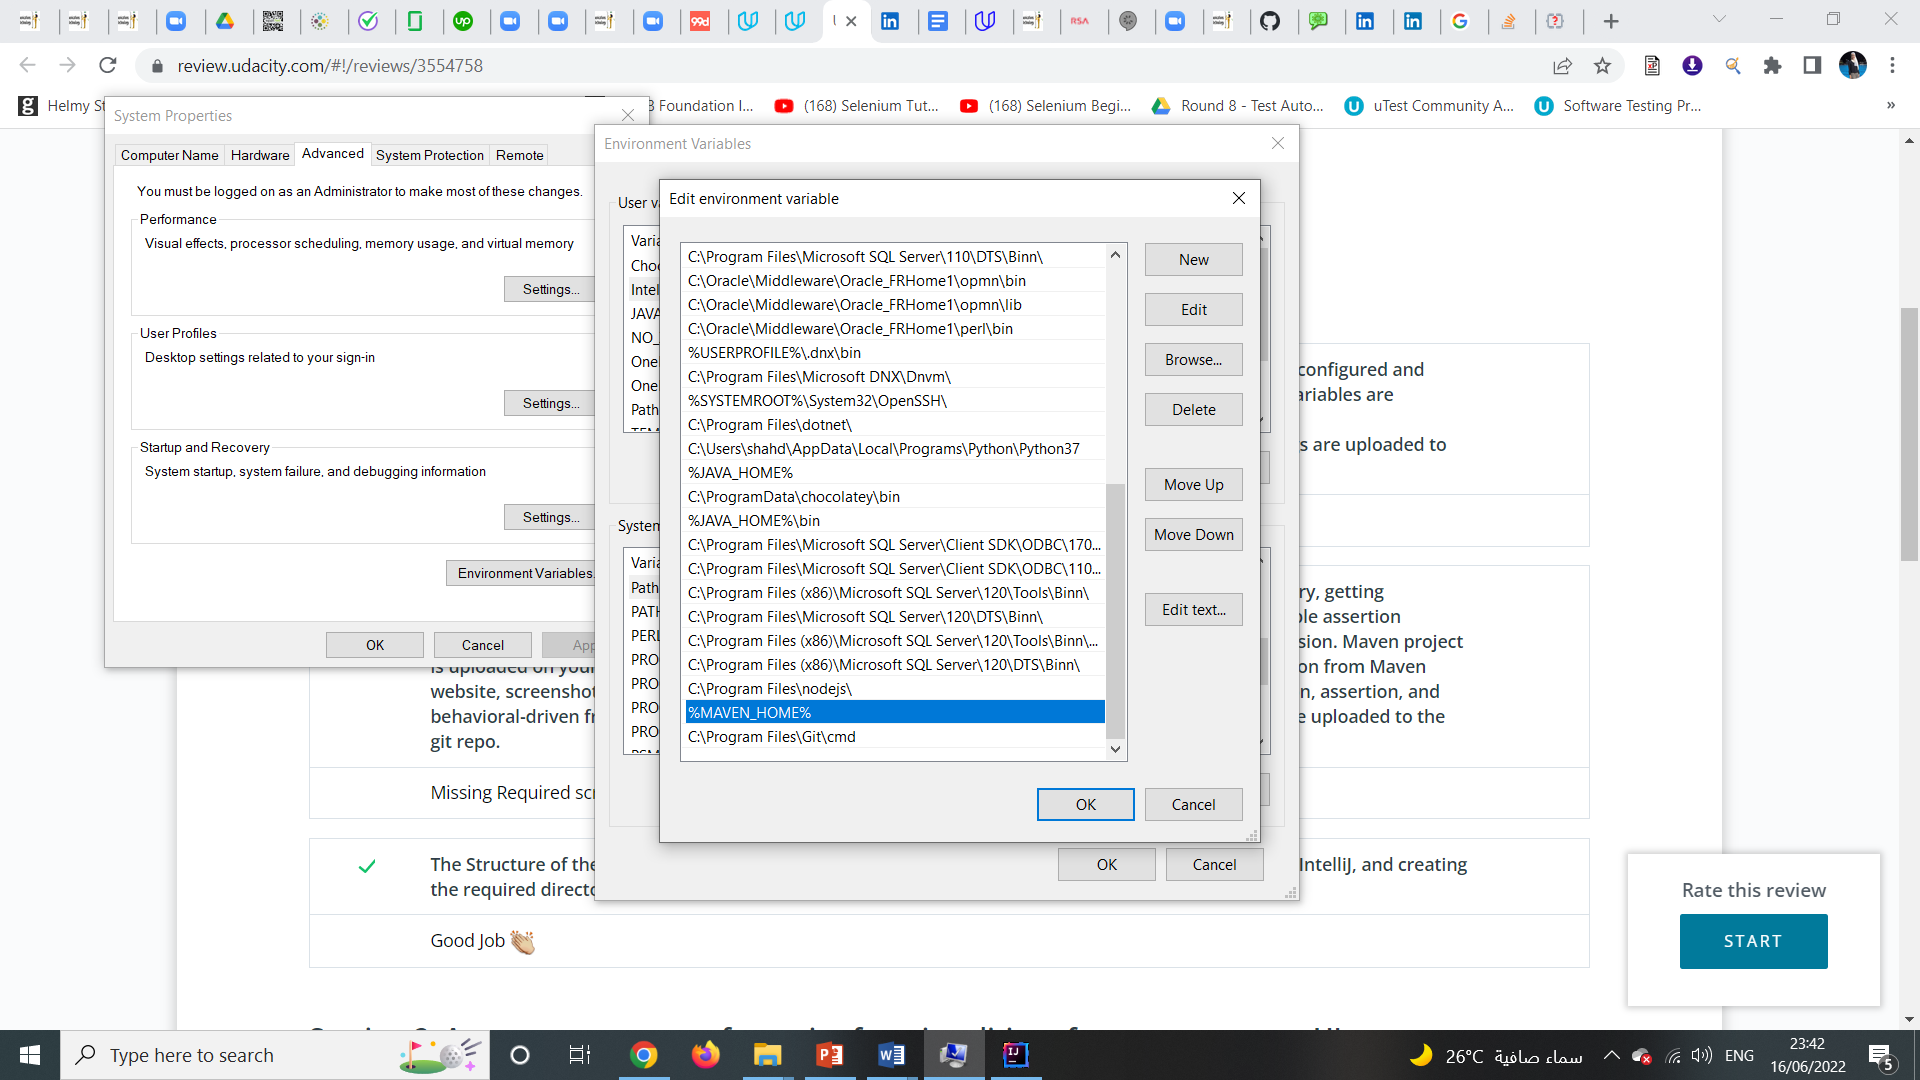 review.udacity.com/#!/reviews/3554758
Helmy St
3 Foundation I...
(168) Selenium Tut...
(168) Selenium Begi...
Round 8 - Test Auto...
uTest Community A...
Software Testing Pr...
System Properties
Computer Name
Hardware
Advanced
System Protection
Remote
You must be logged on as an Administrator to make most of these changes.
Performance
Visual effects, processor scheduling, memory usage, and virtual memory
Settings...
User Profiles
Desktop settings related to your sign-in
Settings...
Startup and Recovery
System startup, system failure, and debugging information
Settings...
Environment Variables.
OK
Cancel
App
Environment Variables
User va
Varia
Choc
Intel
JAVA
NO_
One
One
Path
System
Varia
Path
PATH
PERL
PRO
PRO
PRO
PRO
OK
Cancel
Edit environment variable
C:\Program Files\Microsoft SQL Server\110\DTS\Binn\
C:\Oracle\Middleware\Oracle_FRHome1\opmn\bin
C:\Oracle\Middleware\Oracle_FRHome1\opmn\lib
C:\Oracle\Middleware\Oracle_FRHome1\perl\bin
%USERPROFILE%\.dnx\bin
C:\Program Files\Microsoft DNX\Dnvm\
%SYSTEMROOT%\System32\OpenSSH\
C:\Program Files\dotnet\
C:\Users\shahd\AppData\Local\Programs\Python\Python37
%JAVA_HOME%
C:\ProgramData\chocolatey\bin
%JAVA_HOME%\bin
C:\Program Files\Microsoft SQL Server\Client SDK\ODBC\170...
C:\Program Files\Microsoft SQL Server\Client SDK\ODBC\110...
C:\Program Files (x86)\Microsoft SQL Server\120\Tools\Binn\
C:\Program Files\Microsoft SQL Server\120\DTS\Binn\
C:\Program Files (x86)\Microsoft SQL Server\120\Tools\Binn\...
C:\Program Files (x86)\Microsoft SQL Server\120\DTS\Binn\
C:\Program Files\nodejs\
%MAVEN_HOME%
C:\Program Files\Git\cmd
New
Edit
Browse...
Delete
Move Up
Move Down
Edit text...
OK
Cancel
configured and
ariables are
s are uploaded to
ry, getting
ble assertion
sion. Maven project
on from Maven
is uploaded on your
website, screenshot
n, assertion, and
behavioral-driven fr
e uploaded to the
git repo.
Missing Required scr
The Structure of the
IntelliJ, and creating
the required directo
Good Job
Rate this review
START
Type here to search
26°C سماء صافية
ENG
23:42
16/06/2022
5